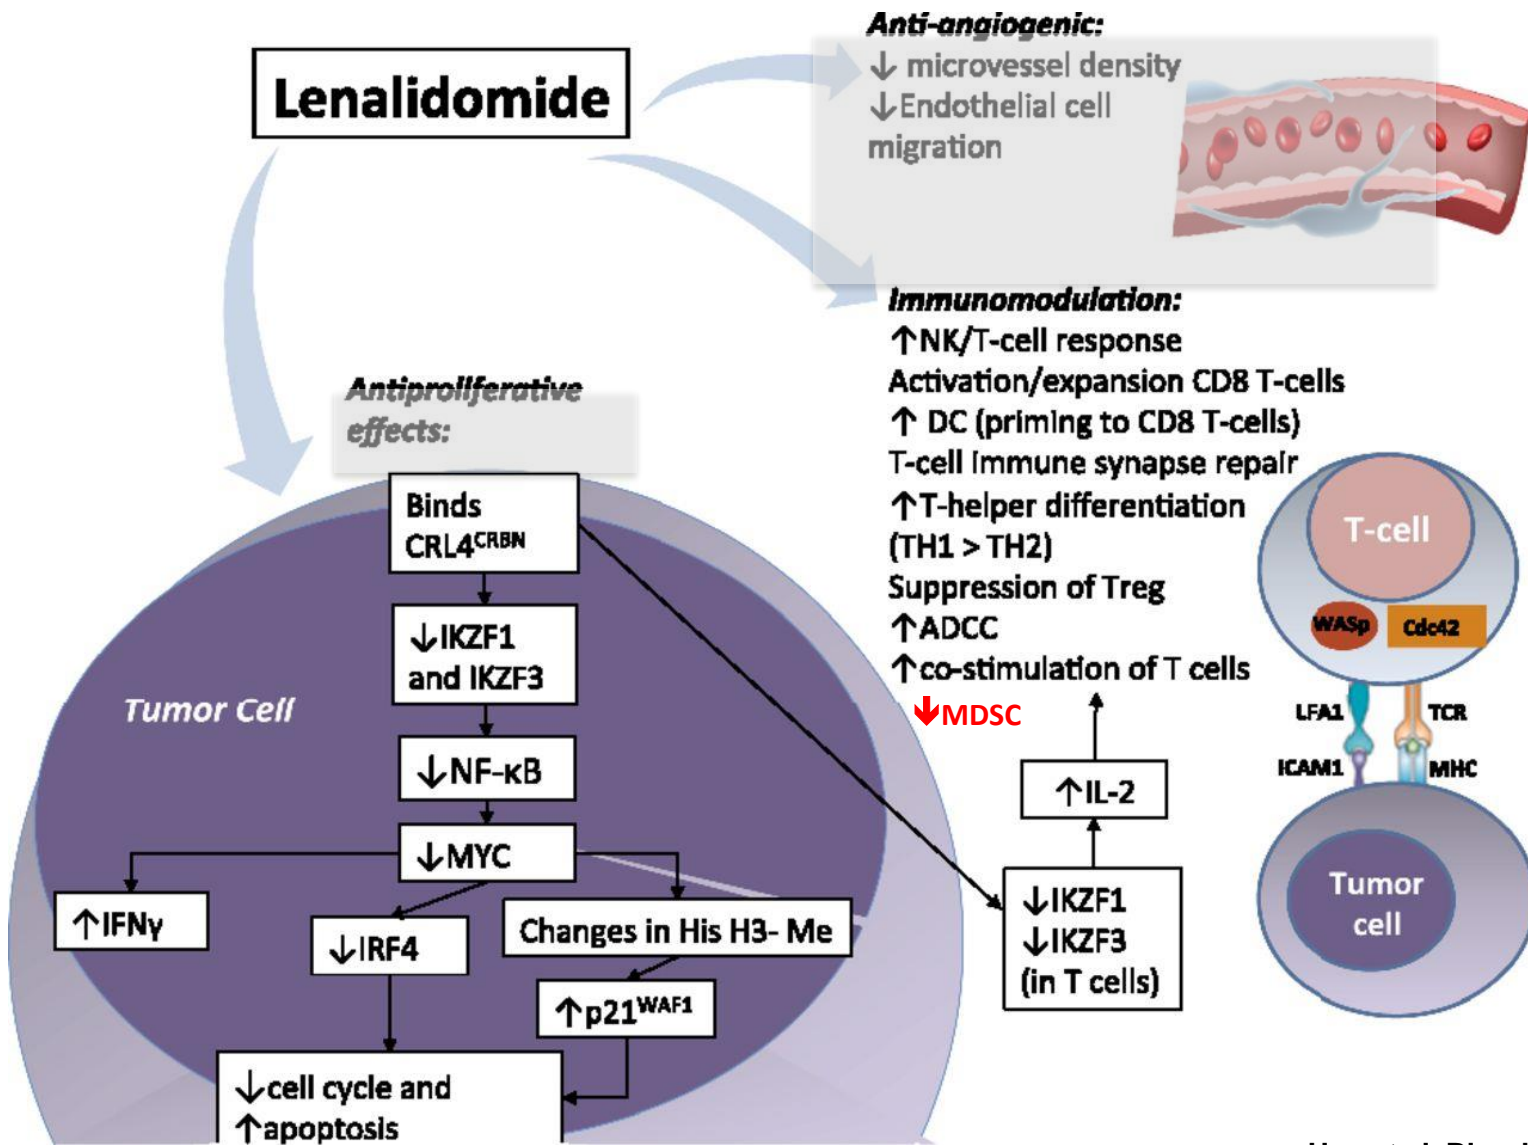 Lenalidomide
Anti-angiogenic:
↓ microvessel density
↓Endothelial cell
migration
Immunomodulation:
↑NK/T-cell response
Activation/expansion CD8 T-cells
↑ DC (priming to CD8 T-cells)
T-cell immune synapse repair
↑T-helper differentiation
(TH1 > TH2)
Suppression of Treg
↑ADCC
↑co-stimulation of T cells
↓MDSC
Antiproliferative
effects:
Binds
CRL4CRBN
↓IKZF1
and IKZF3
Tumor Cell
↓NF-κB
↓MYC
↑IFNγ
↓IRF4
Changes in His H3- Me
↑p21WAF1
↓cell cycle and
↑apoptosis
↑IL-2
↓IKZF1
↓IKZF3
(in T cells)
T-cell
WASp
Cdc42
LFA1
TCR
ICAM1
MHC
Tumor
cell